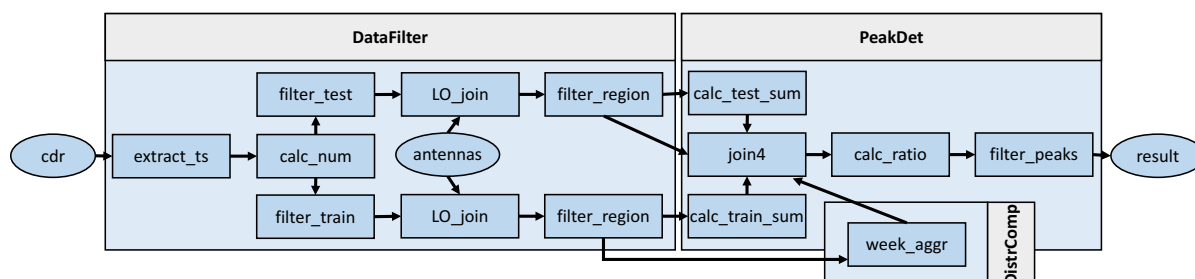 DataFilter
PeakDet
filter_test
LO_join
filter_region
calc_test_sum
cdr
extract_ts
calc_num
antennas
join4
calc_ratio
filter_peaks
result
filter_train
LO_join
filter_region
calc_train_sum
week_aggr
DistrComp